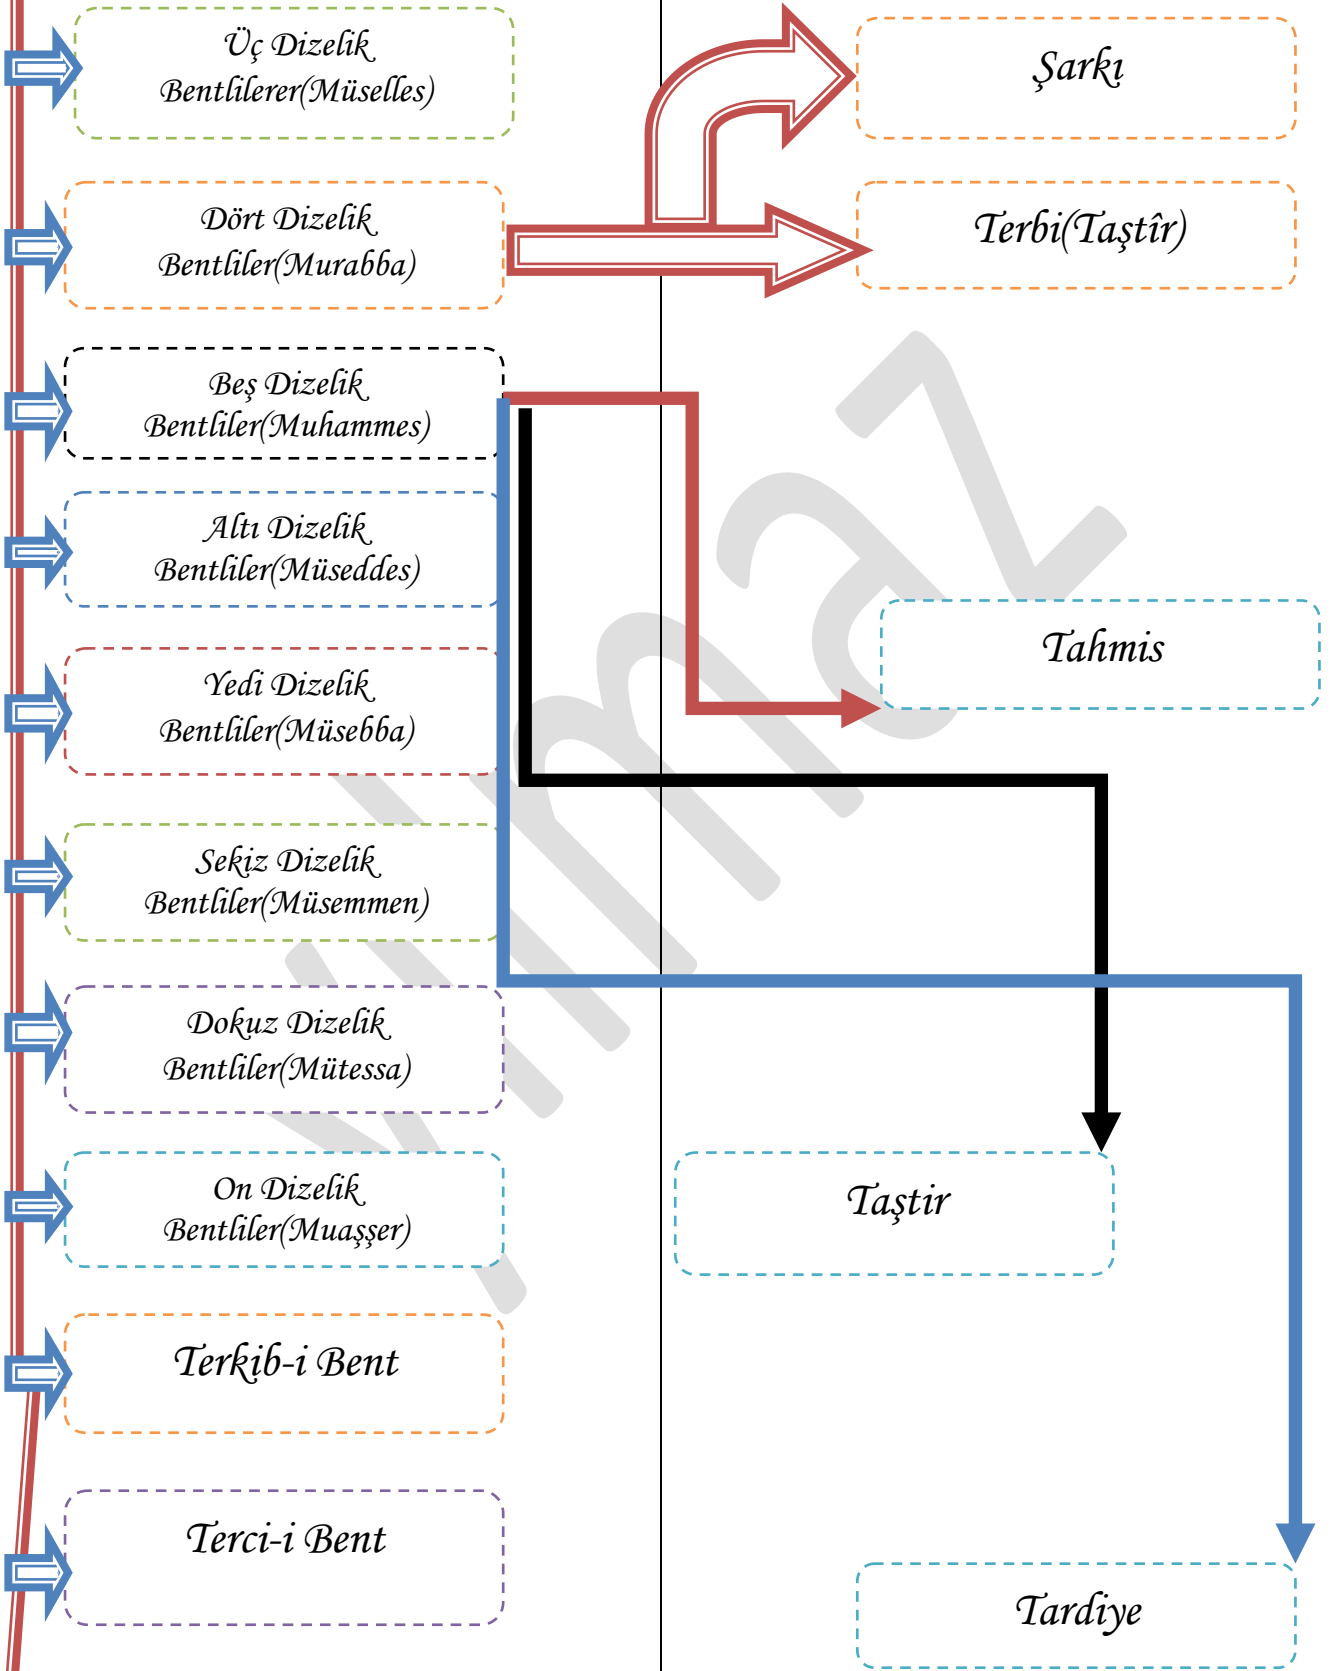 Üç Dizelik
Bentlilerer(Müselles)
Şarkı
Dört Dizelik
Bentliler(Murabba)
Terbi(Taştîr)
Beş Dizelik
Bentliler(Muhammes)
Altı Dizelik
Bentliler(Müseddes)
Tahmis
Yedi Dizelik
Bentliler(Müsebba)
Sekiz Dizelik
Bentliler(Müsemmen)
Dokuz Dizelik
Bentliler(Mütessa)
On Dizelik
Bentliler(Muaşşer)
Taştir
Terkib-i Bent
Terci-i Bent
Tardiye